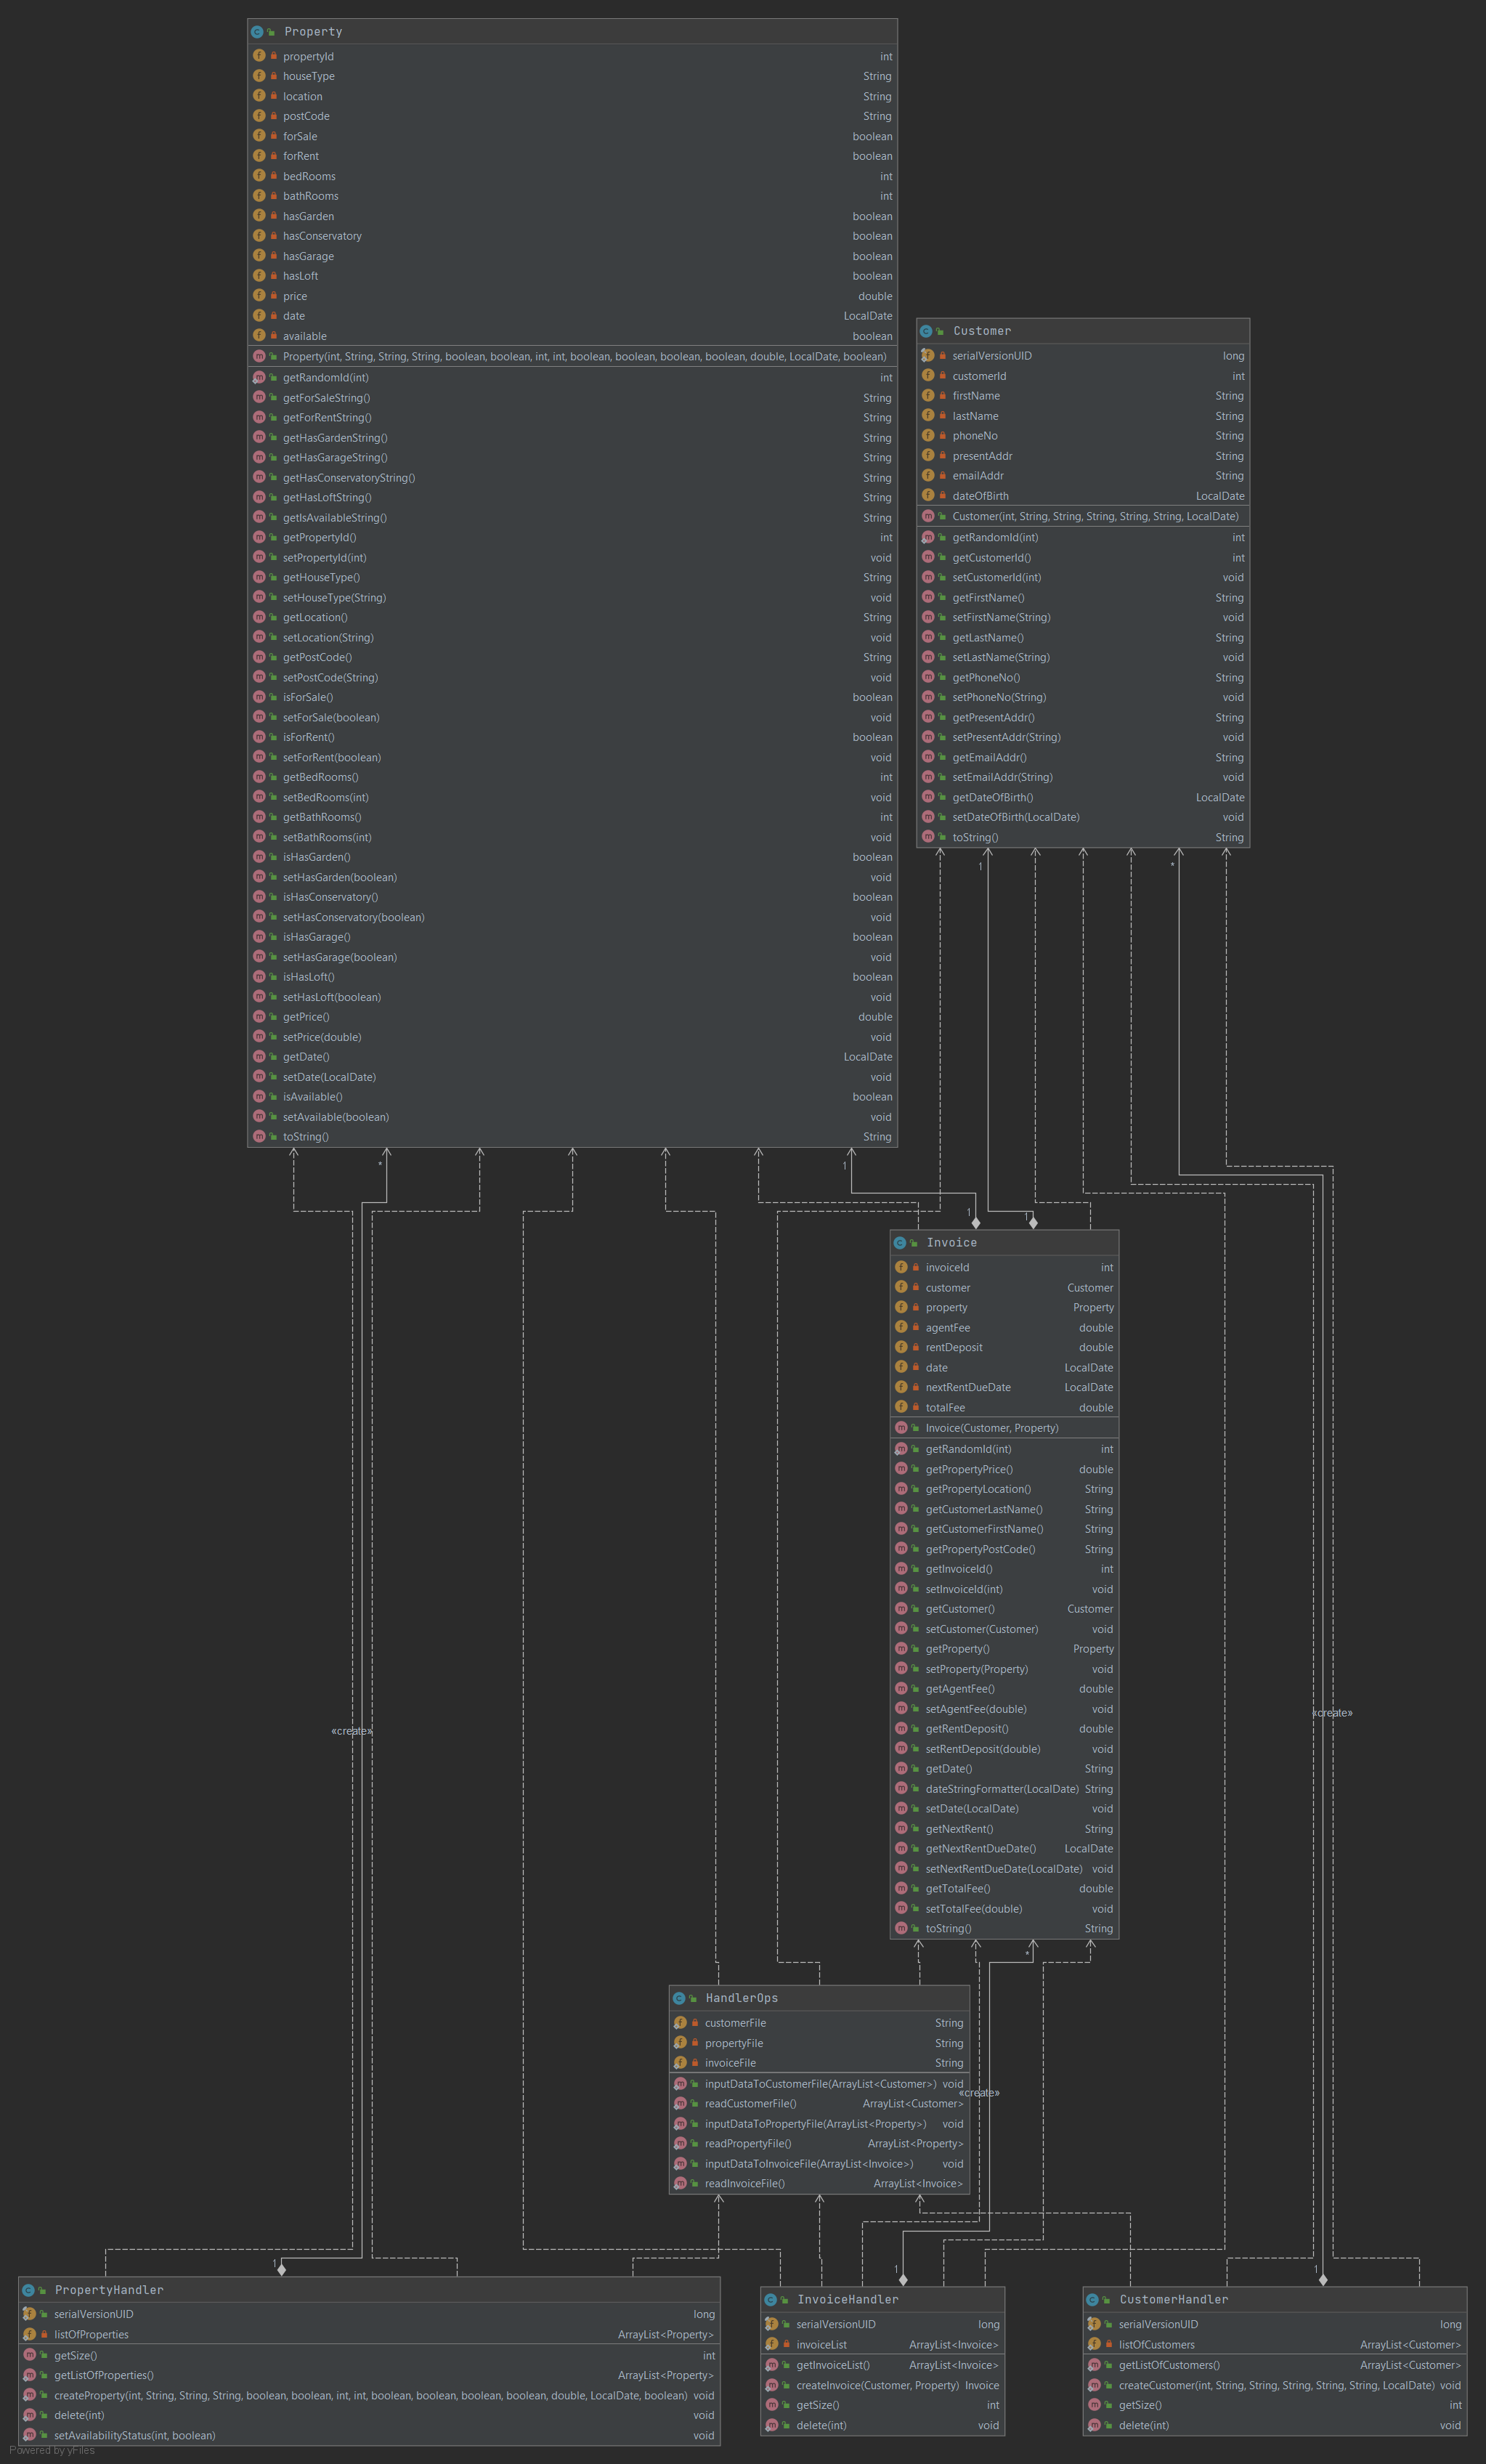 Property
propertyId int
houseType String
location String
postCode String
forSale boolean
forRent boolean
bedRooms int
bathRooms int
hasGarden boolean
hasConservatory boolean
hasGarage boolean
hasLoft boolean
price double
date LocalDate
available boolean
Property(int, String, String, String, boolean, boolean, int, int, boolean, boolean, boolean, boolean, double, LocalDate, boolean)
getRandomId(int) int
getForSaleString() String
getForRentString() String
getHasGardenString() String
getHasGarageString() String
getHasConservatoryString() String
getHasLoftString() String
getIsAvailableString() String
getPropertyId() int
setPropertyId(int) void
getHouseType() String
setHouseType(String) void
getLocation() String
setLocation(String) void
getPostCode() String
setPostCode(String) void
isForSale() boolean
setForSale(boolean) void
isForRent() boolean
setForRent(boolean) void
getBedRooms() int
setBedRooms(int) void
getBathRooms() int
setBathRooms(int) void
isHasGarden() boolean
setHasGarden(boolean) void
isHasConservatory() boolean
setHasConservatory(boolean) void
isHasGarage() boolean
setHasGarage(boolean) void
isHasLoft() boolean
setHasLoft(boolean) void
getPrice() double
setPrice(double) void
getDate() LocalDate
setDate(LocalDate) void
isAvailable() boolean
setAvailable(boolean) void
toString() String
Customer
serialVersionUID long
customerId int
firstName String
lastName String
phoneNo String
presentAddr String
emailAddr String
dateOfBirth LocalDate
Customer(int, String, String, String, String, String, LocalDate)
getRandomId(int) int
getCustomerId() int
setCustomerId(int) void
getFirstName() String
setFirstName(String) void
getLastName() String
setLastName(String) void
getPhoneNo() String
setPhoneNo(String) void
getPresentAddr() String
setPresentAddr(String) void
getEmailAddr() String
setEmailAddr(String) void
getDateOfBirth() LocalDate
setDateOfBirth(LocalDate) void
toString() String
1 *
* 1
1 1
Invoice
invoiceId int
customer Customer
property Property
agentFee double
rentDeposit double
date LocalDate
nextRentDueDate LocalDate
totalFee double
Invoice(Customer, Property)
getRandomId(int) int
getPropertyPrice() double
getPropertyLocation() String
getCustomerLastName() String
getCustomerFirstName() String
getPropertyPostCode() String
getInvoiceId() int
setInvoiceId(int) void
getCustomer() Customer
setCustomer(Customer) void
getProperty() Property
setProperty(Property) void
getAgentFee() double
setAgentFee(double) void
getRentDeposit() double
setRentDeposit(double) void
getDate() String
dateStringFormatter(LocalDate) String
setDate(LocalDate) void
getNextRent() String
getNextRentDueDate() LocalDate
setNextRentDueDate(LocalDate) void
getTotalFee() double
setTotalFee(double) void
toString() String
«create»
«create»
*
HandlerOps
customerFile String
propertyFile String
invoiceFile String
inputDataToCustomerFile(ArrayList<Customer>) void
readCustomerFile() ArrayList<Customer>
inputDataToPropertyFile(ArrayList<Property>) void
readPropertyFile() ArrayList<Property>
inputDataToInvoiceFile(ArrayList<Invoice>) void
readInvoiceFile() ArrayList<Invoice>
«create»
1
1
1
PropertyHandler
serialVersionUID long
listOfProperties ArrayList<Property>
getSize() int
getListOfProperties() ArrayList<Property>
createProperty(int, String, String, String, boolean, boolean, int, int, boolean, boolean, boolean, boolean, double, LocalDate, boolean) void
delete(int) void
setAvailabilityStatus(int, boolean) void
InvoiceHandler
serialVersionUID long
invoiceList ArrayList<Invoice>
getInvoiceList() ArrayList<Invoice>
createInvoice(Customer, Property) Invoice
getSize() int
delete(int) void
CustomerHandler
serialVersionUID long
listOfCustomers ArrayList<Customer>
getListOfCustomers() ArrayList<Customer>
createCustomer(int, String, String, String, String, String, LocalDate) void
getSize() int
delete(int) void
Powered by yFiles